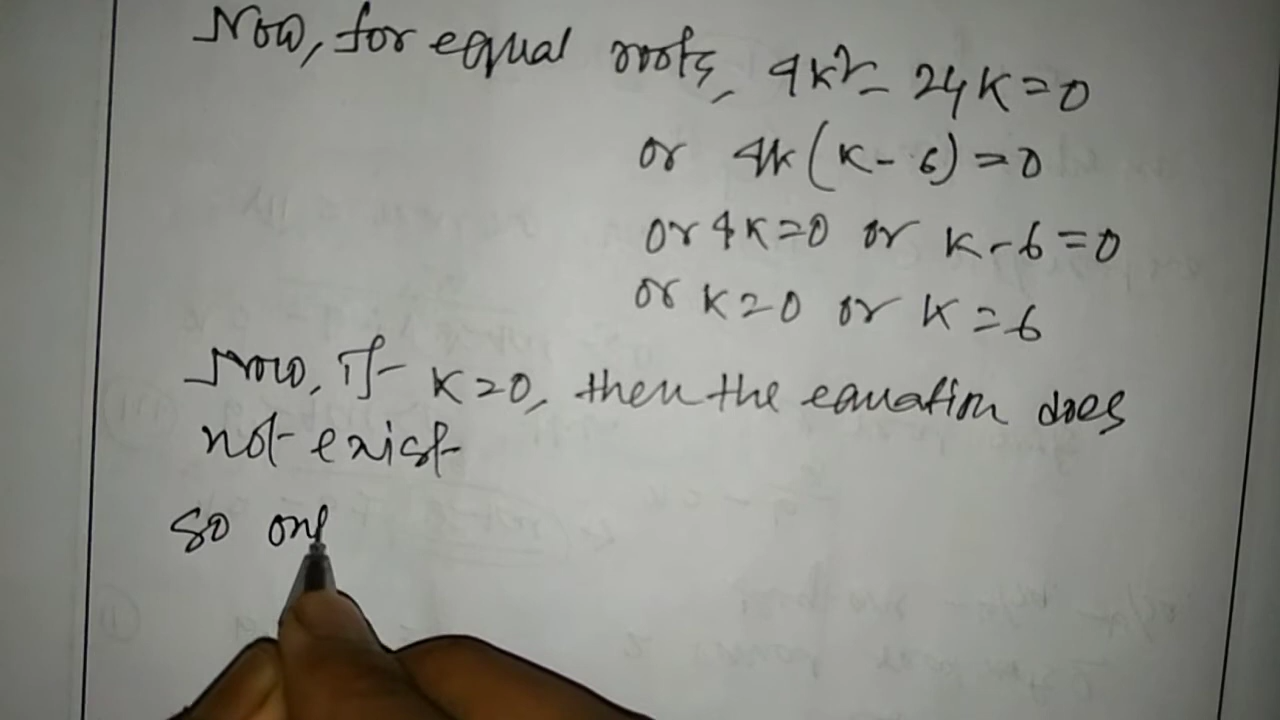 Now, for equal roots, 4k² - 24k = 0
or 4k (k - 6) = 0
or 4k = 0 or k - 6 = 0
or k = 0 or k = 6
Now, if k = 0, then the equation does
not exist
So onl